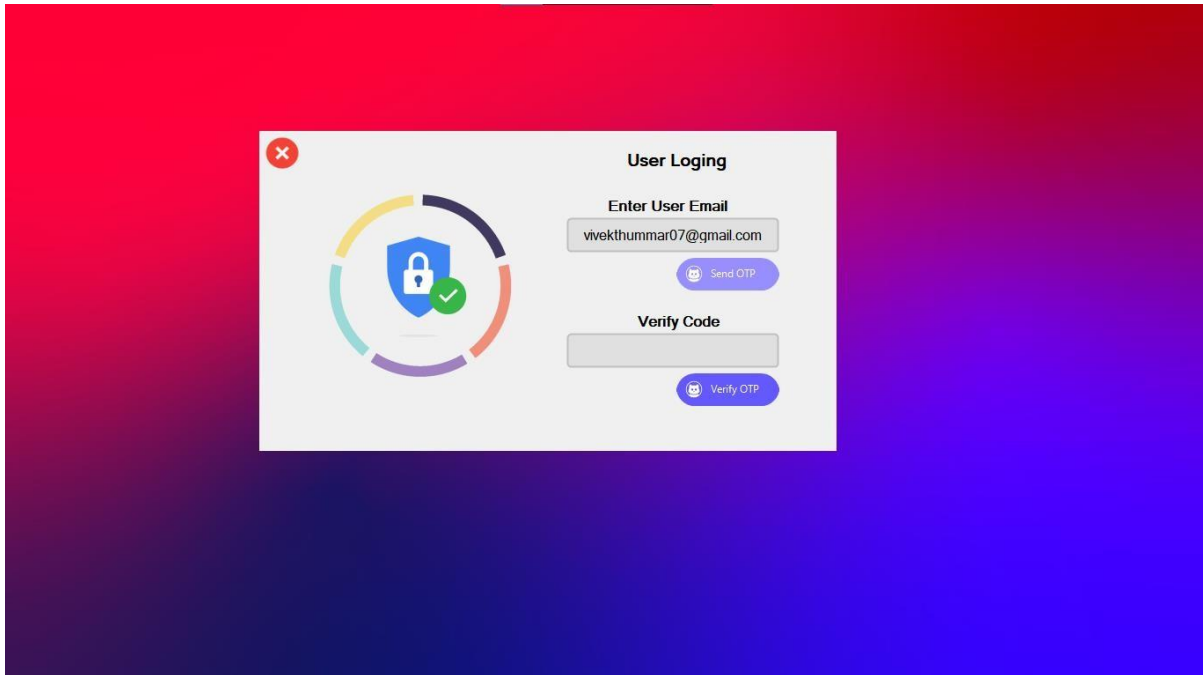 User Loging
Enter User Email
vivekthummar07@gmail.com
Send OTP
Verify Code
Verify OTP